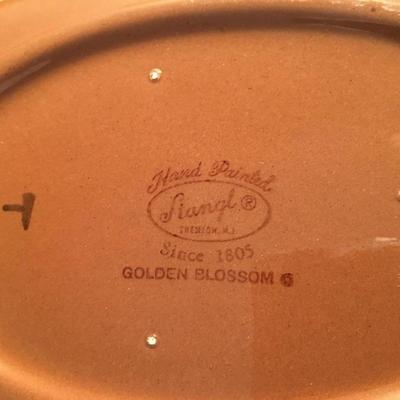 Hand Painted
Stangl ®
TRENTON, N.J.
Since 1805
GOLDEN BLOSSOM ©
T